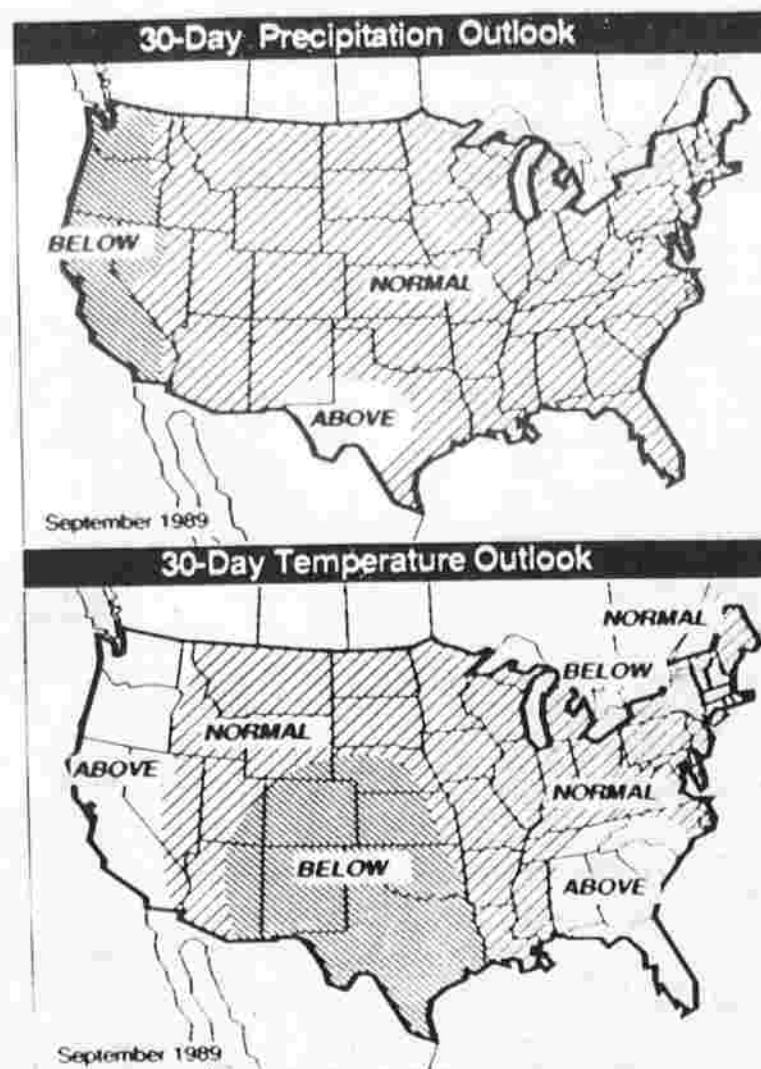 30-Day Precipitation Outlook
BELOW
NORMAL
ABOVE
September 1989
30-Day Temperature Outlook
NORMAL
BELOW
NORMAL
ABOVE
NORMAL
BELOW
ABOVE
September 1989